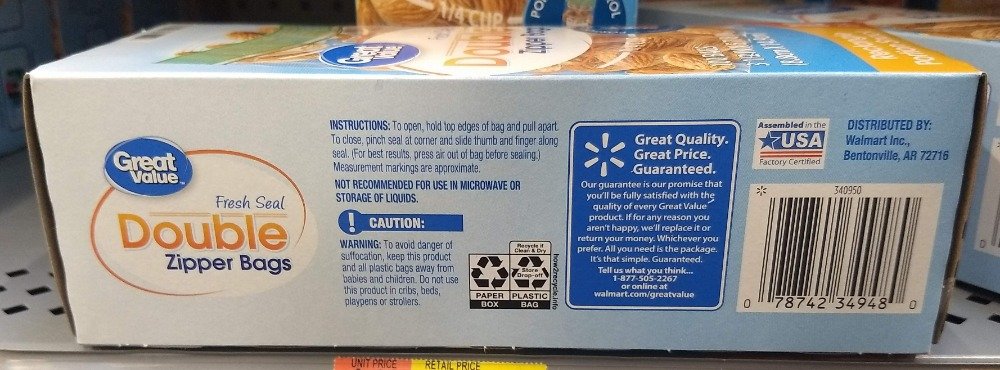 1/4 CUP
Great
Value
Double
Zipper
Great
Value
Fresh Seal
Double
Zipper Bags
INSTRUCTIONS: To open, hold top edges of bag and pull apart.
To close, pinch seal at corner and slide thumb and finger along
seal. (For best results, press air out of bag before sealing.)
Measurement markings are approximate.
NOT RECOMMENDED FOR USE IN MICROWAVE OR
STORAGE OF LIQUIDS.
! CAUTION:
WARNING: To avoid danger of
suffocation, keep this product
and all plastic bags away from
babies and children. Do not use
this product in cribs, beds,
playpens or strollers.
Recycle if
Clean & Dry
Store
Drop-off
PAPER
BOX
PLASTIC
BAG
how2recycle.info
Great Quality.
Great Price.
Guaranteed.
Our guarantee is our promise that
you'll be fully satisfied with the
quality of every Great Value
product. If for any reason you
aren't happy, we'll replace it or
return your money. Whichever you
prefer. All you need is the package.
It's that simple. Guaranteed.
Tell us what you think...
1-877-505-2267
or online at
walmart.com/greatvalue
Assembled in the
USA
Factory Certified
DISTRIBUTED BY:
Walmart Inc.,
Bentonville, AR 72716
340950
0 78742 34948 0
UNIT PRICE
RETAIL PRICE